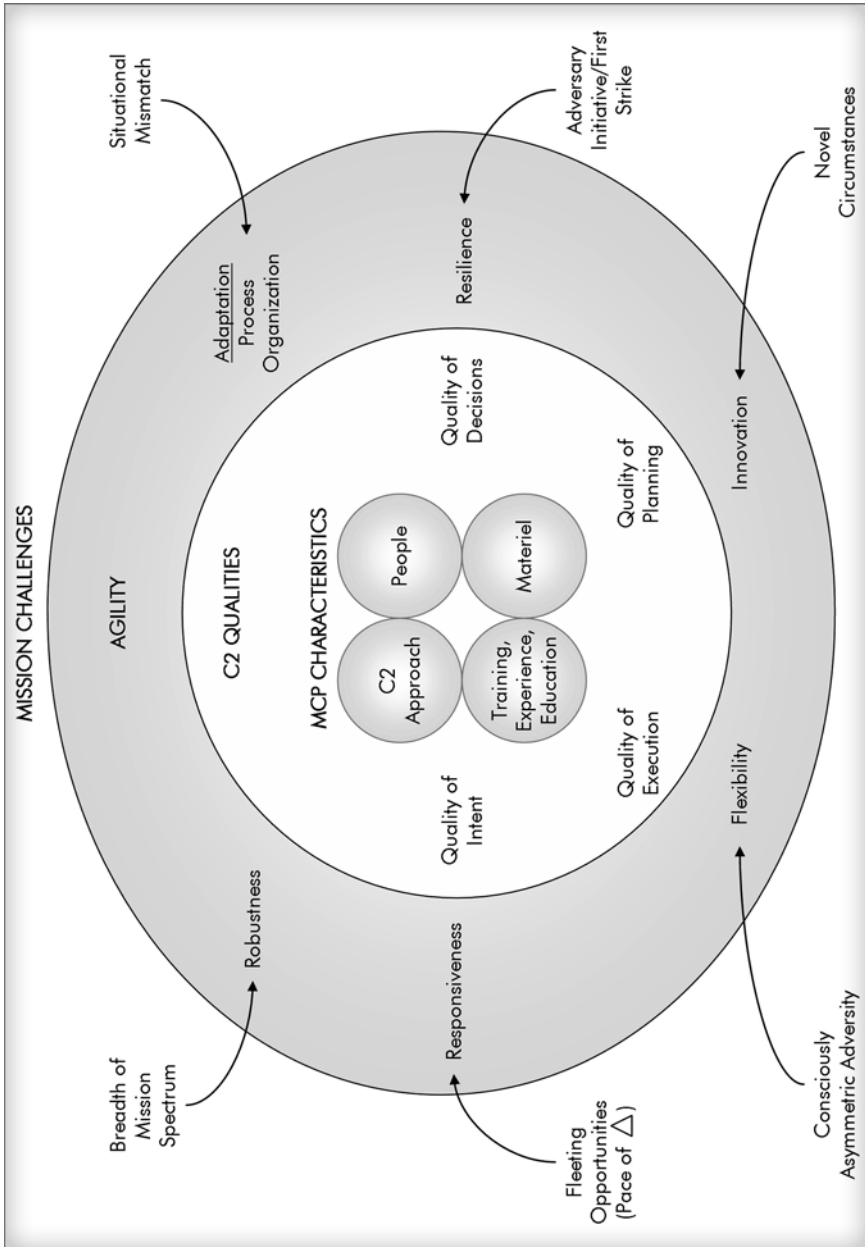 MISSION CHALLENGES
Breadth of
Mission
Spectrum
Situational
Mismatch
AGILITY
Robustness
Adaptation
Process
Organization
C2 QUALITIES
MCP CHARACTERISTICS
C2
Approach
People
Training,
Experience,
Education
Materiel
Fleeting
Opportunities
(Pace of △)
Responsiveness
Quality of
Intent
Quality of
Decisions
Resilience
Adversary
Initiative/First
Strike
Quality of
Execution
Quality of
Planning
Flexibility
Innovation
Consciously
Asymmetric Adversity
Novel
Circumstances